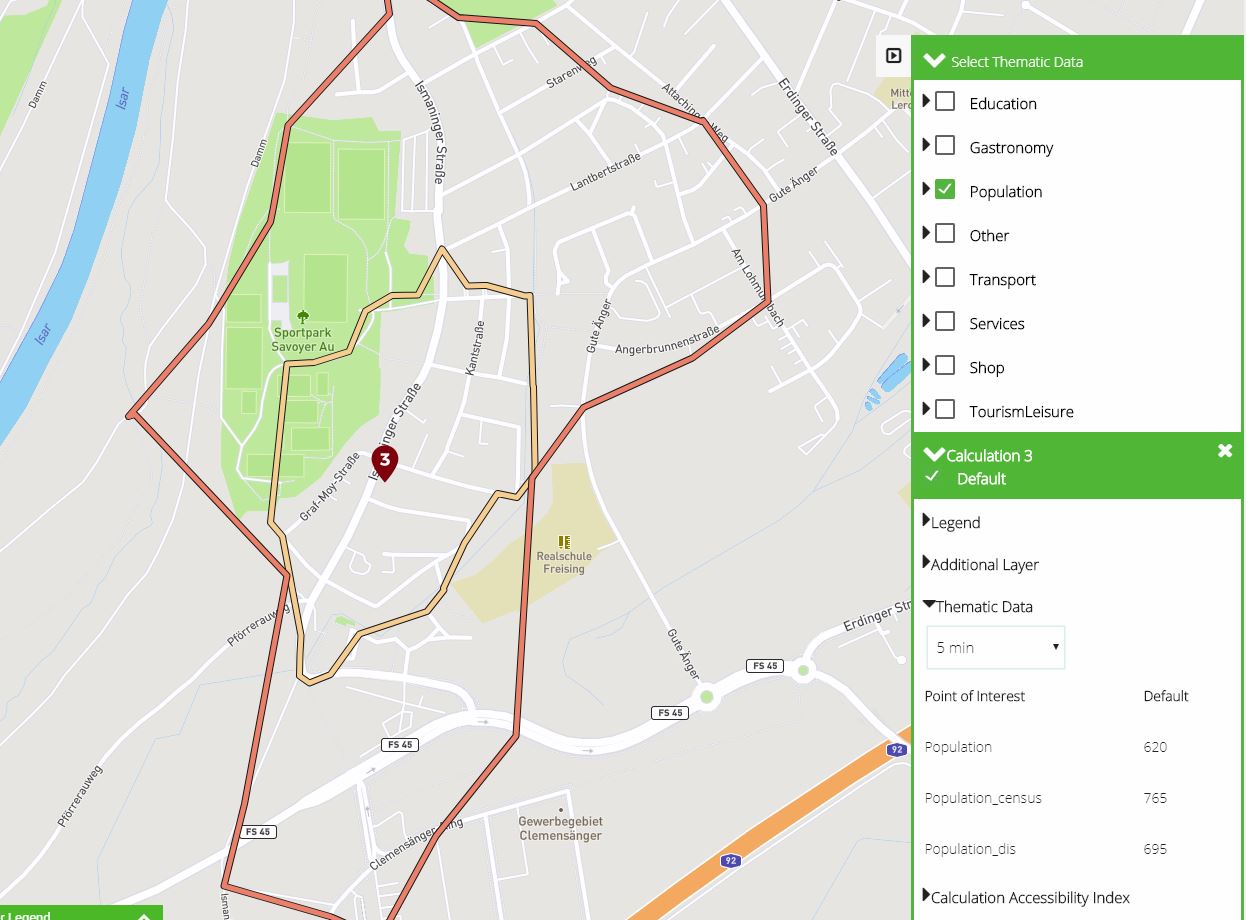 Damm
Isar
Isar
Damm
Ismaninger Straße
Starenweg
Attachinger Weg
Erdinger Straße
Lantbertstraße
Gute Änger
Am Lohmühlbach
Gute Änger
Angerbrunnenstraße
Kantstraße
Sportpark
Savoyer Au
Graf-Moy-Straße
3
Realschule
Freising
Pförrerauweg
Gute Änger
Erdinger Str
FS 45
FS 45
FS 45
FS 45
92
92
Pförrerauweg
Clemensänger-Ring
Gewerbegebiet
Clemensänger
Isman
r Legend
Select Thematic Data
Education
Gastronomy
Population
Other
Transport
Services
Shop
TourismLeisure
Calculation 3
Default
Legend
Additional Layer
Thematic Data
5 min
Point of Interest Default
Population 620
Population_census 765
Population_dis 695
Calculation Accessibility Index